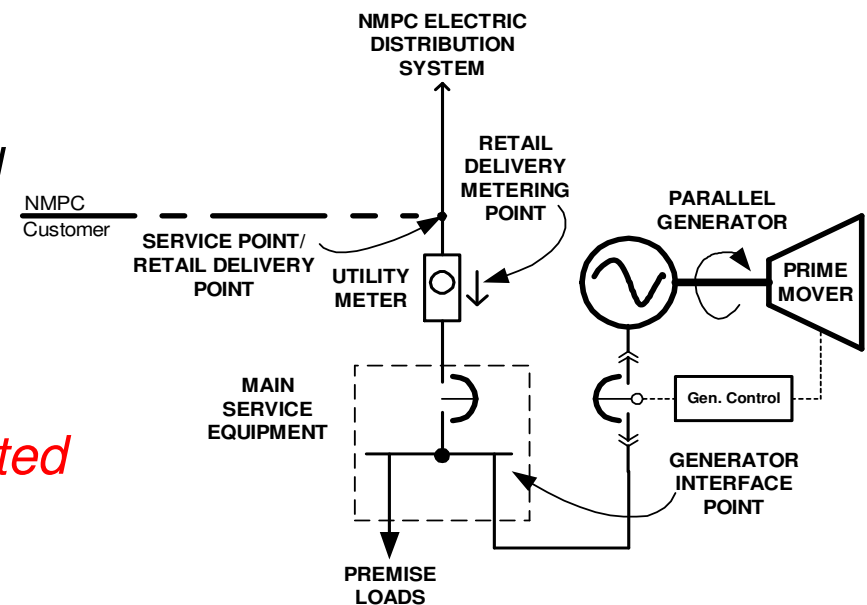 NMPC ELECTRIC
DISTRIBUTION
SYSTEM
RETAIL
DELIVERY
METERING
POINT
NMPC
Customer
SERVICE POINT/
RETAIL DELIVERY
POINT
PARALLEL
GENERATOR
UTILITY
METER
PRIME
MOVER
MAIN
SERVICE
EQUIPMENT
Gen. Control
ted
GENERATOR
INTERFACE
POINT
PREMISE
LOADS